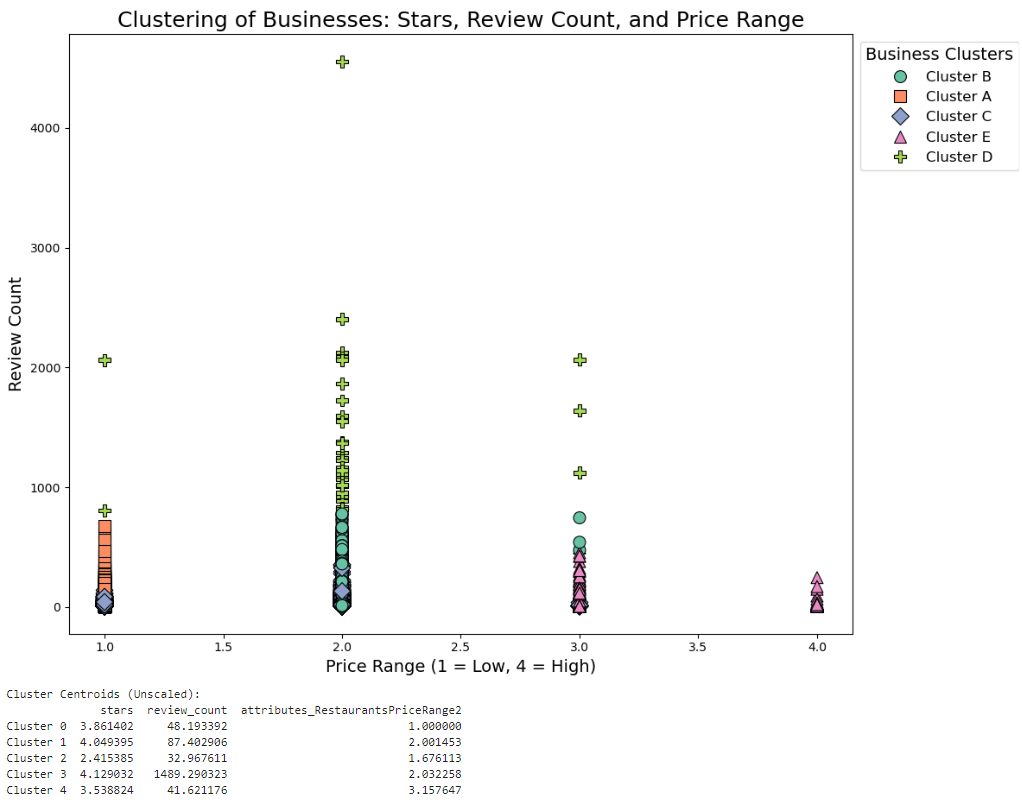 Clustering of Businesses: Stars, Review Count, and Price Range
Business Clusters
Cluster B
Cluster A
Cluster C
Cluster E
Cluster D
Review Count
4000
3000
2000
1000
0
1.0 1.5 2.0 2.5 3.0 3.5 4.0
Price Range (1 = Low, 4 = High)
Cluster Centroids (Unscaled):
stars review_count attributes_RestaurantsPriceRange2
Cluster 0 3.861402 48.193392 1.000000
Cluster 1 4.049395 87.402906 2.001453
Cluster 2 2.415385 32.967611 1.676113
Cluster 3 4.129032 1489.290323 2.032258
Cluster 4 3.538824 41.621176 3.157647